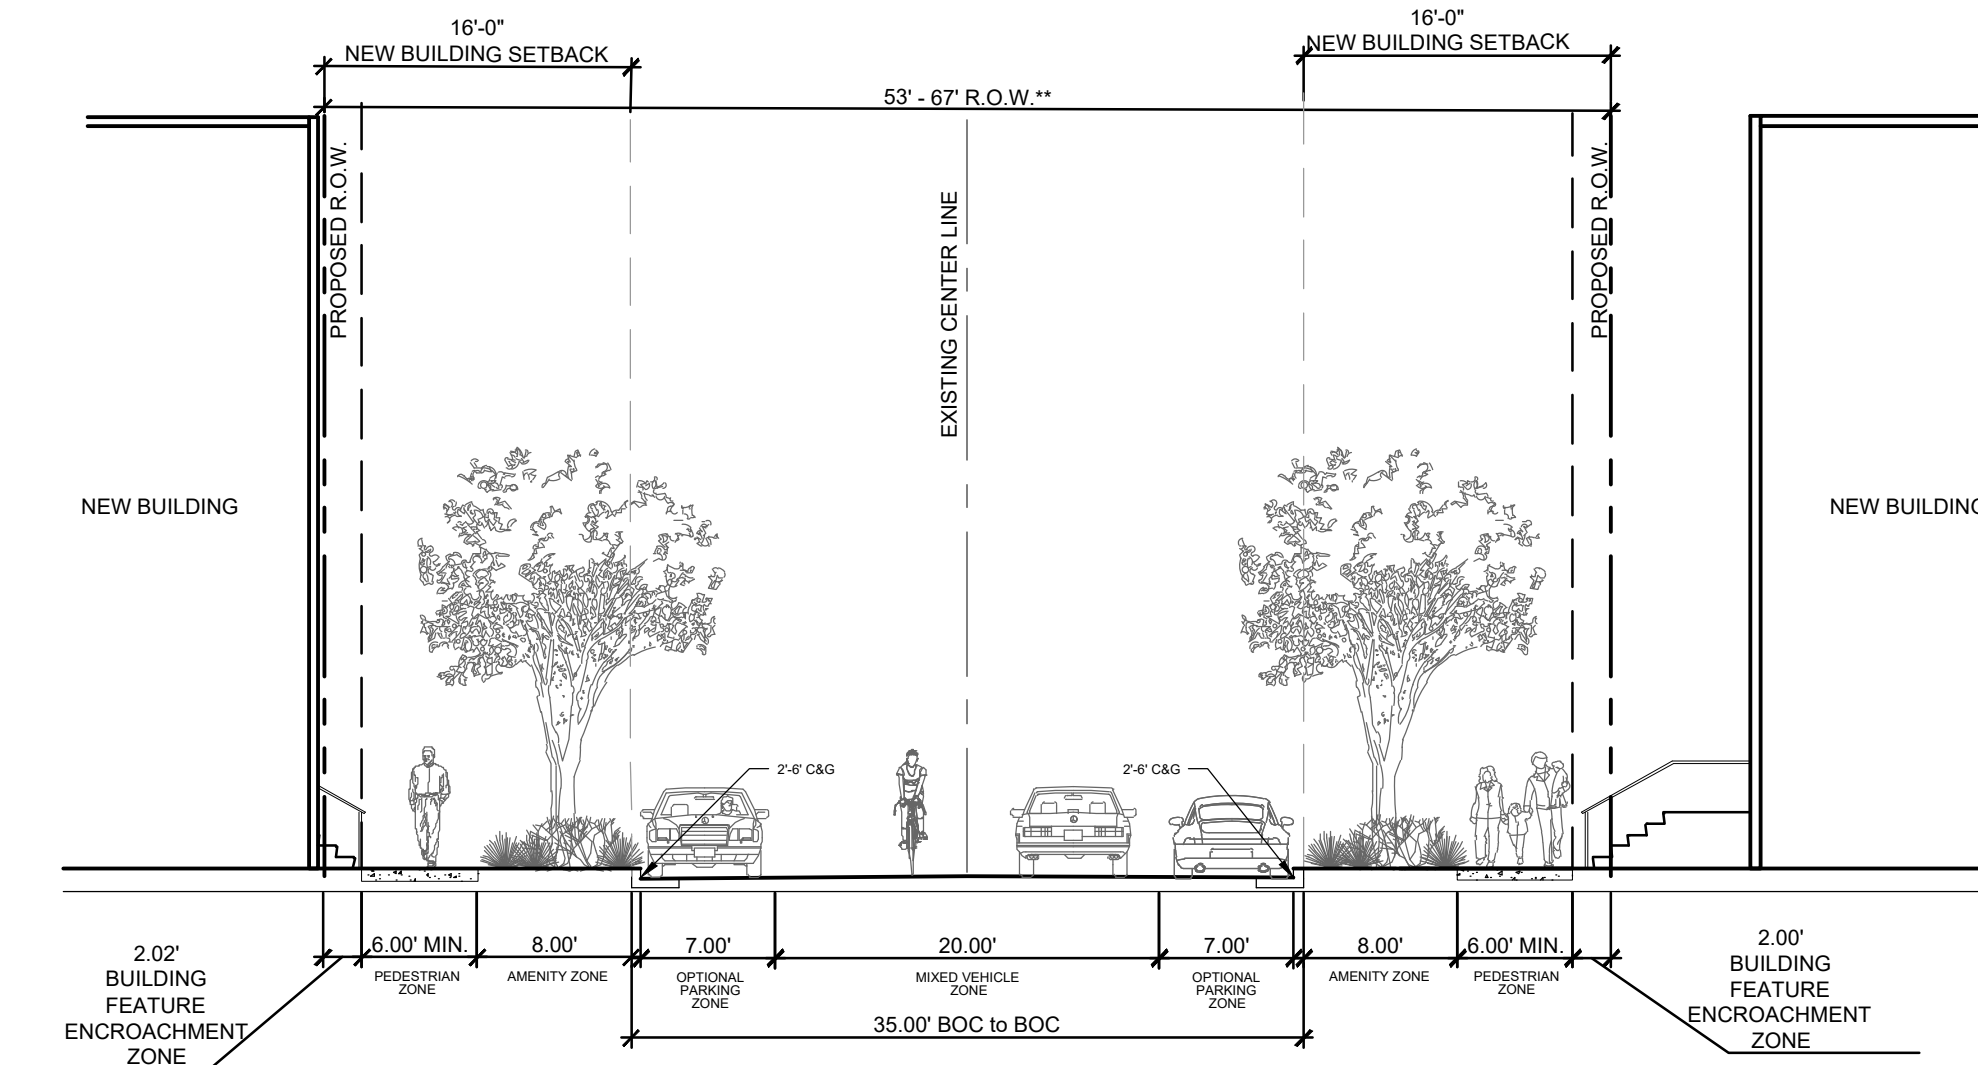 16'-0"
NEW BUILDING SETBACK
16'-0"
NEW BUILDING SETBACK
53' - 67' R.O.W.**
PROPOSED R.O.W.
EXISTING CENTER LINE
PROPOSED R.O.W.
NEW BUILDING
NEW BUILDING
2'-6' C&G
2'-6' C&G
2.02'
BUILDING
FEATURE
ENCROACHMENT
ZONE
6.00' MIN.
PEDESTRIAN
ZONE
8.00'
AMENITY ZONE
7.00'
OPTIONAL
PARKING
ZONE
20.00'
MIXED VEHICLE
ZONE
7.00'
OPTIONAL
PARKING
ZONE
8.00'
AMENITY ZONE
6.00' MIN.
PEDESTRIAN
ZONE
2.00'
BUILDING
FEATURE
ENCROACHMENT
ZONE
35.00' BOC to BOC